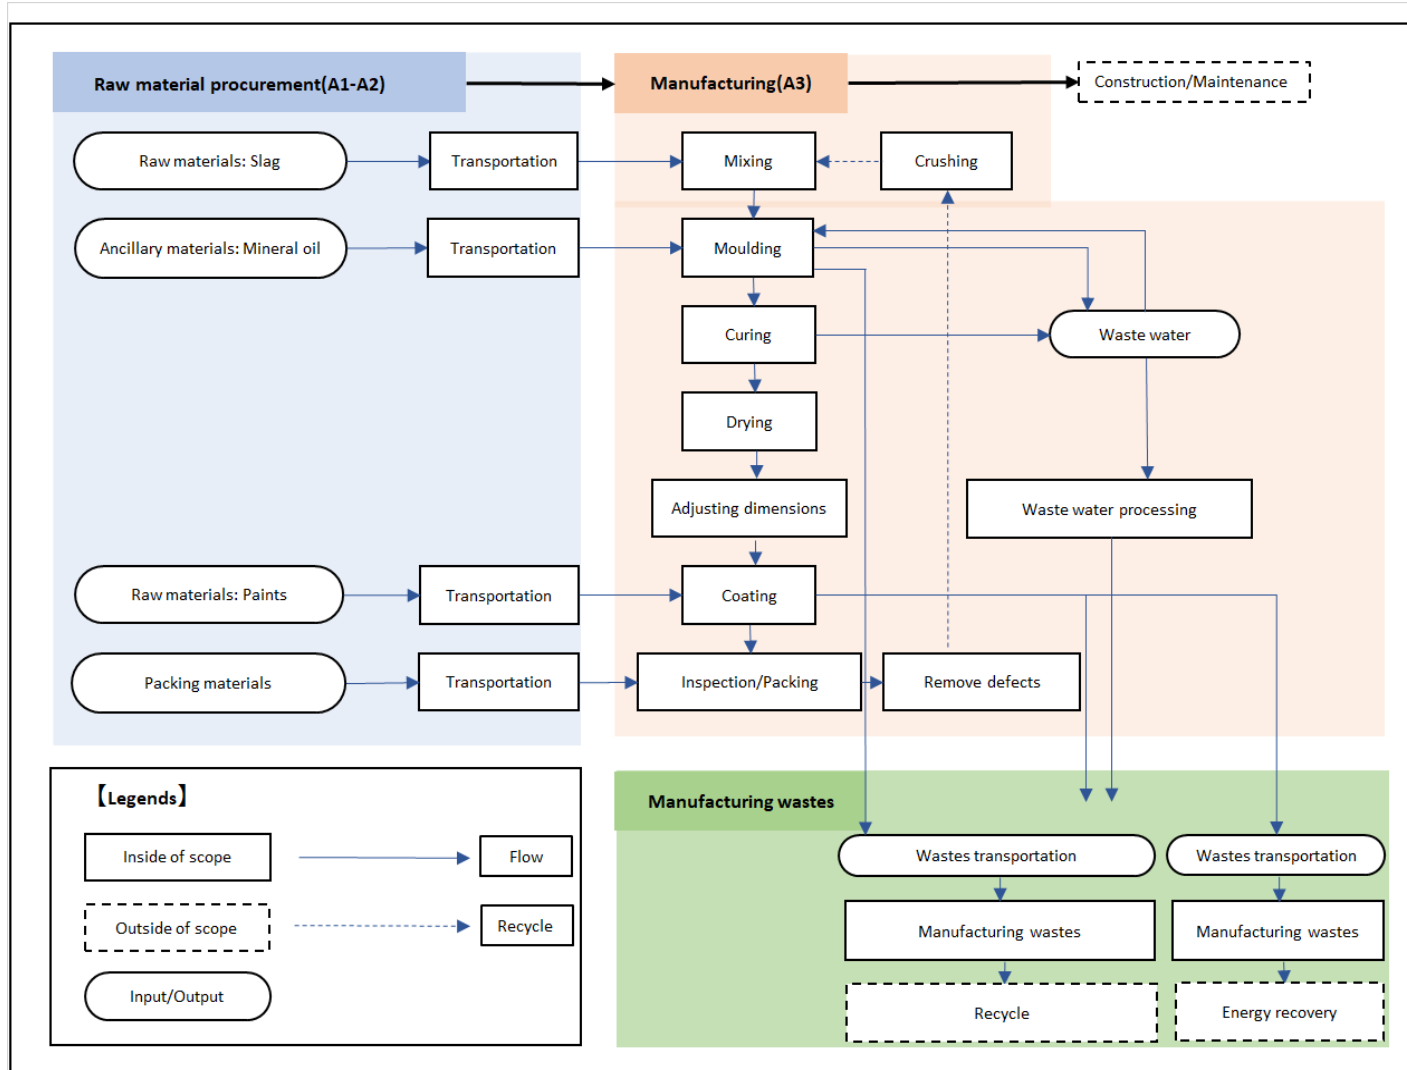 Raw material procurement(A1-A2)
Manufacturing(A3)
Construction/Maintenance
Raw materials: Slag
Transportation
Mixing
Crushing
Ancillary materials: Mineral oil
Transportation
Moulding
Curing
Waste water
Drying
Adjusting dimensions
Waste water processing
Raw materials: Paints
Transportation
Coating
Packing materials
Transportation
Inspection/Packing
Remove defects
【Legends】
Inside of scope
Flow
Outside of scope
Recycle
Input/Output
Manufacturing wastes
Wastes transportation
Wastes transportation
Manufacturing wastes
Manufacturing wastes
Recycle
Energy recovery